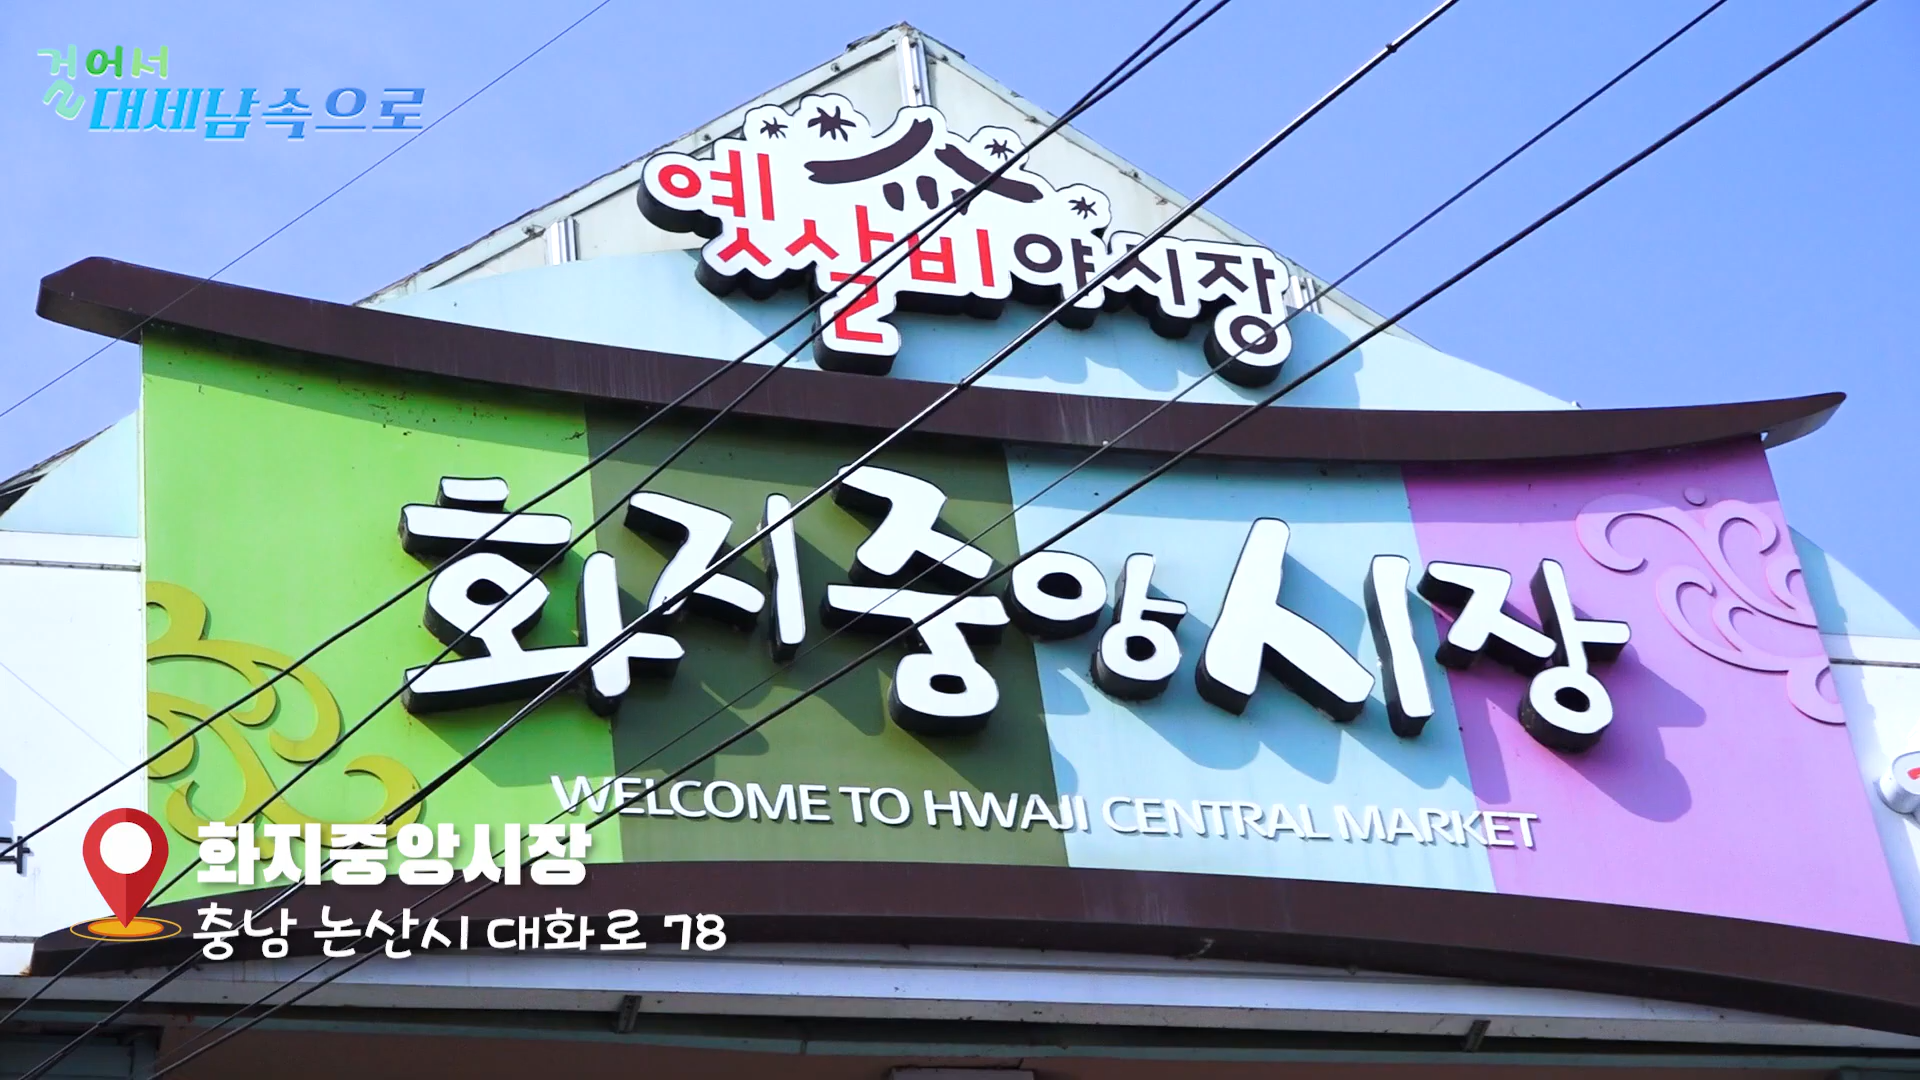 걸어서
대세남속으로
옛살비야시장
화지중앙시장
WELCOME TO HWAJI CENTRAL MARKET
화지중앙시장
충남 논산시 대화로 78